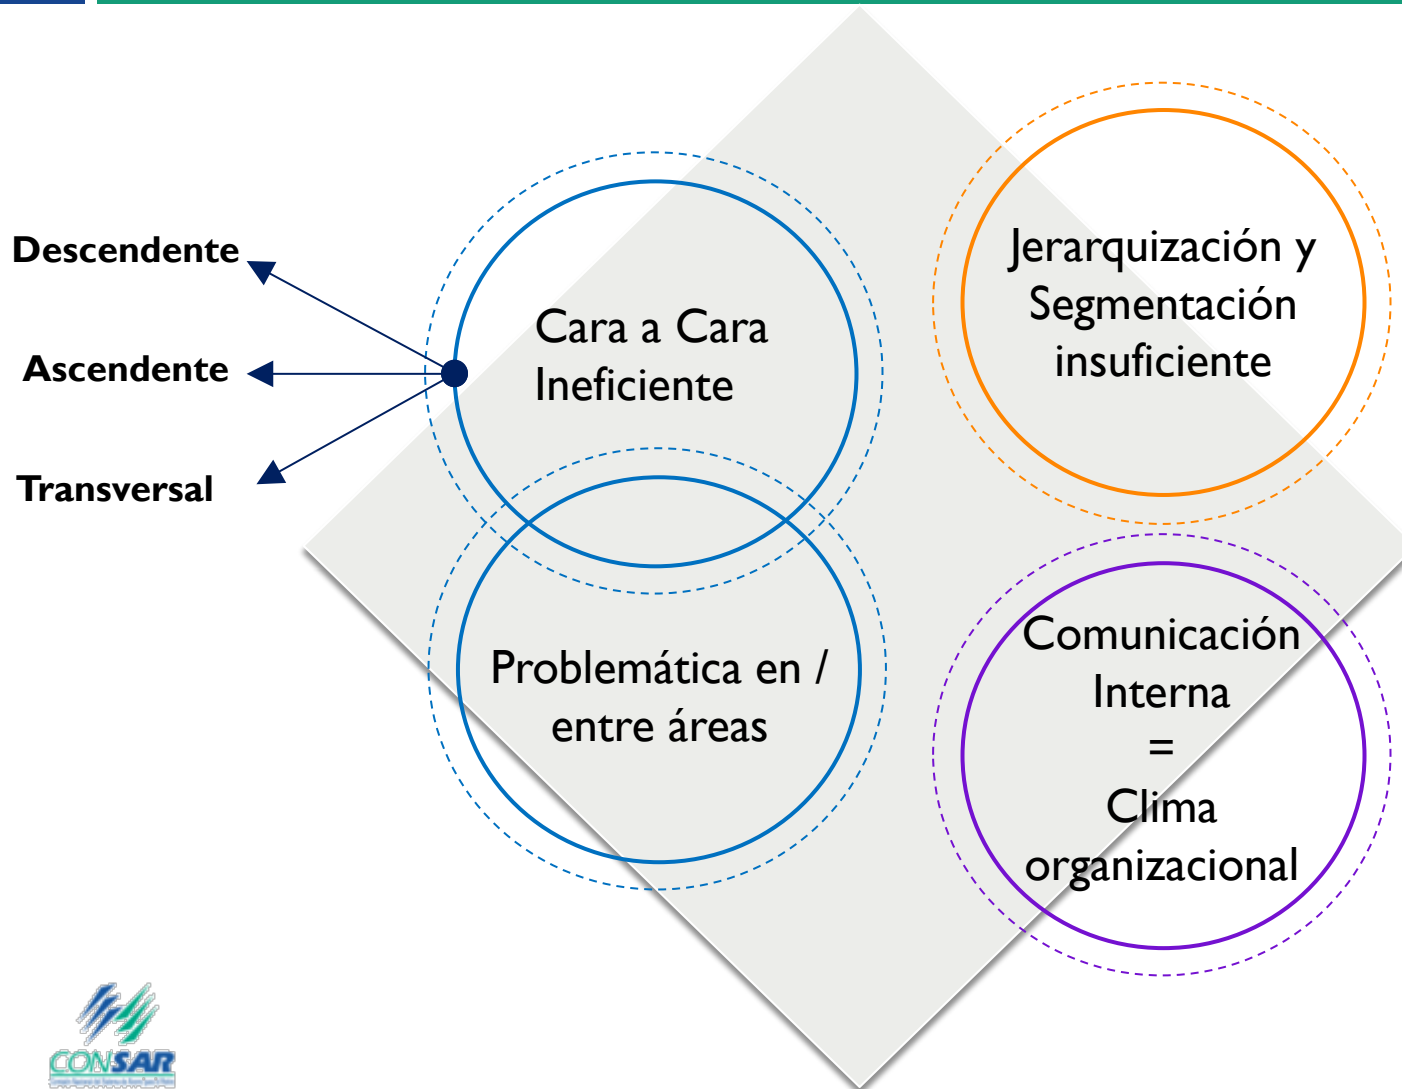 Descendente
Ascendente
Transversal
Cara a Cara
Ineficiente
Problemática en /
entre áreas
Jerarquización y
Segmentación
insuficiente
Comunicación
Interna
=
Clima
organizacional
CONSAR